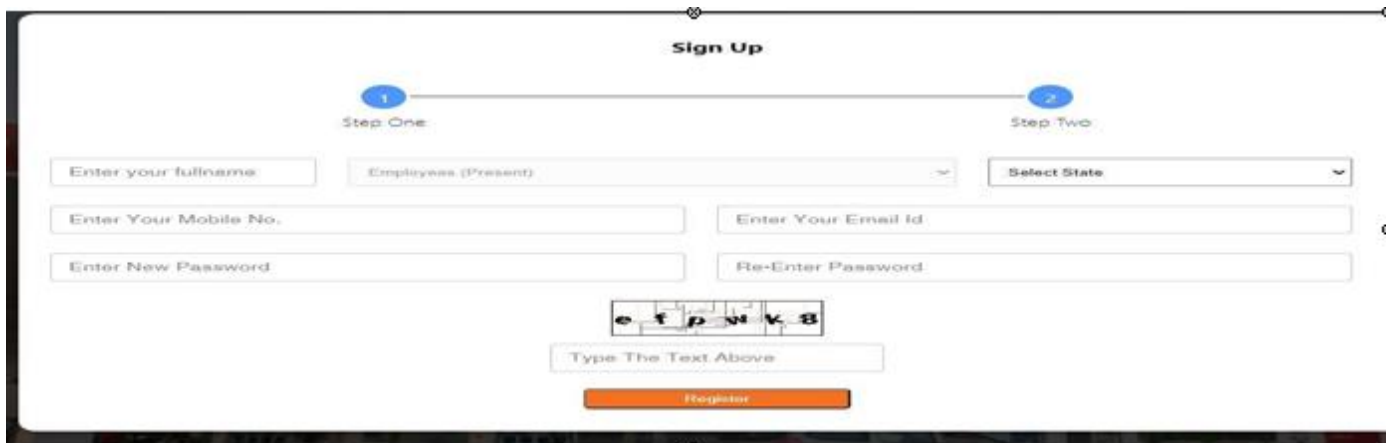 Sign Up
1 2
Step One Step Two
Enter your fullname Employees (Present) Select State
Enter Your Mobile No. Enter Your Email Id
Enter New Password Re-Enter Password
e f p w k 8
Type The Text Above
Register